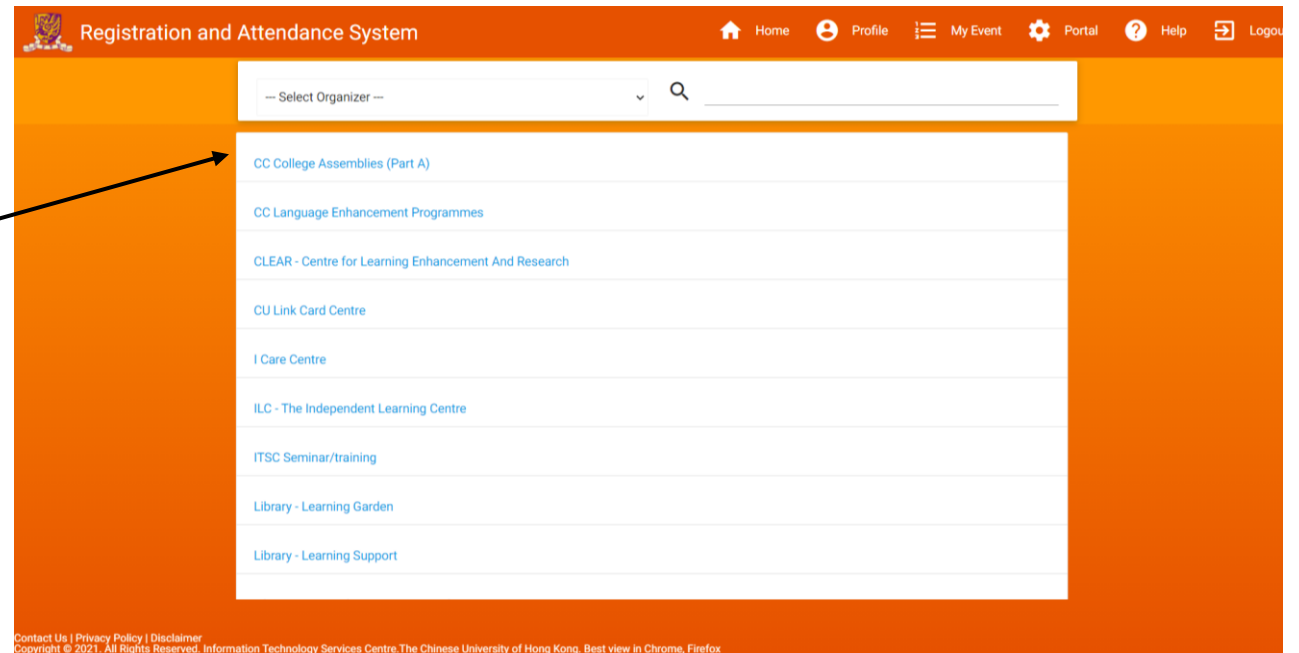 Registration and Attendance System
Home
Profile
My Event
Portal
Help
Logou
--- Select Organizer ---
CC College Assemblies (Part A)
CC Language Enhancement Programmes
CLEAR - Centre for Learning Enhancement And Research
CU Link Card Centre
I Care Centre
ILC - The Independent Learning Centre
ITSC Seminar/training
Library - Learning Garden
Library - Learning Support
Contact Us | Privacy Policy | Disclaimer
Copyright © 2021. All Rights Reserved. Information Technology Services Centre.The Chinese University of Hong Kong. Best view in Chrome, Firefox